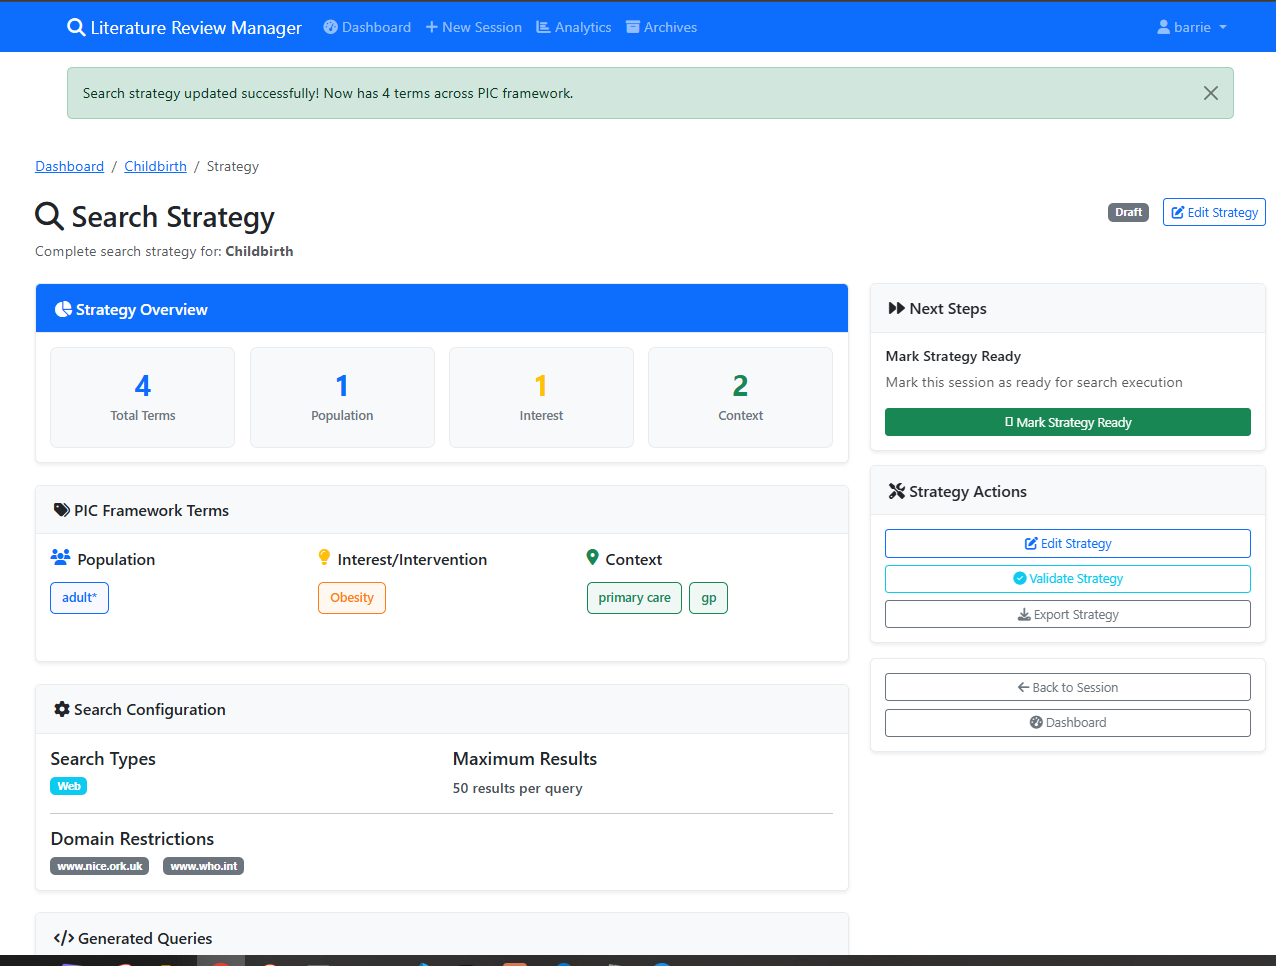 Literature Review Manager Dashboard New Session Analytics Archives barrie
Search strategy updated successfully! Now has 4 terms across PIC framework.
Dashboard / Childbirth / Strategy
Search Strategy
Draft Edit Strategy
Complete search strategy for: Childbirth
Strategy Overview
4 1 1 2
Total Terms Population Interest Context
PIC Framework Terms
Population Interest/Intervention Context
adult* Obesity primary care gp
Search Configuration
Search Types Maximum Results
Web 50 results per query
Domain Restrictions
www.nice.ork.uk www.who.int
Generated Queries
Next Steps
Mark Strategy Ready
Mark this session as ready for search execution
Mark Strategy Ready
Strategy Actions
Edit Strategy
Validate Strategy
Export Strategy
Back to Session
Dashboard